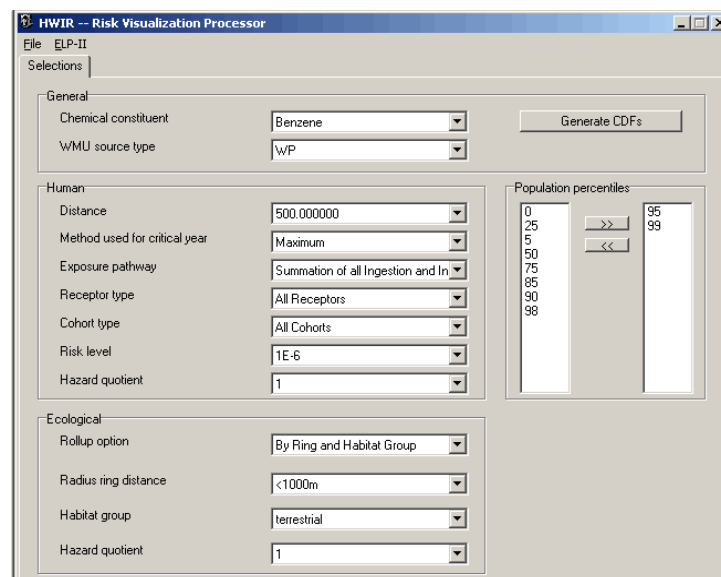 HWIR -- Risk Visualization Processor
File ELP-II
Selections
General
Chemical constituent Benzene Generate CDFs
WMU source type WP
Human Population percentiles
Distance 500.000000
Method used for critical year Maximum
Exposure pathway Summation of all Ingestion and In
Receptor type All Receptors
Cohort type All Cohorts
Risk level 1E-6
Hazard quotient 1
0
25
5
50
75
85
90
98
>>
<<
95
99
Ecological
Rollup option By Ring and Habitat Group
Radius ring distance <1000m
Habitat group terrestrial
Hazard quotient 1